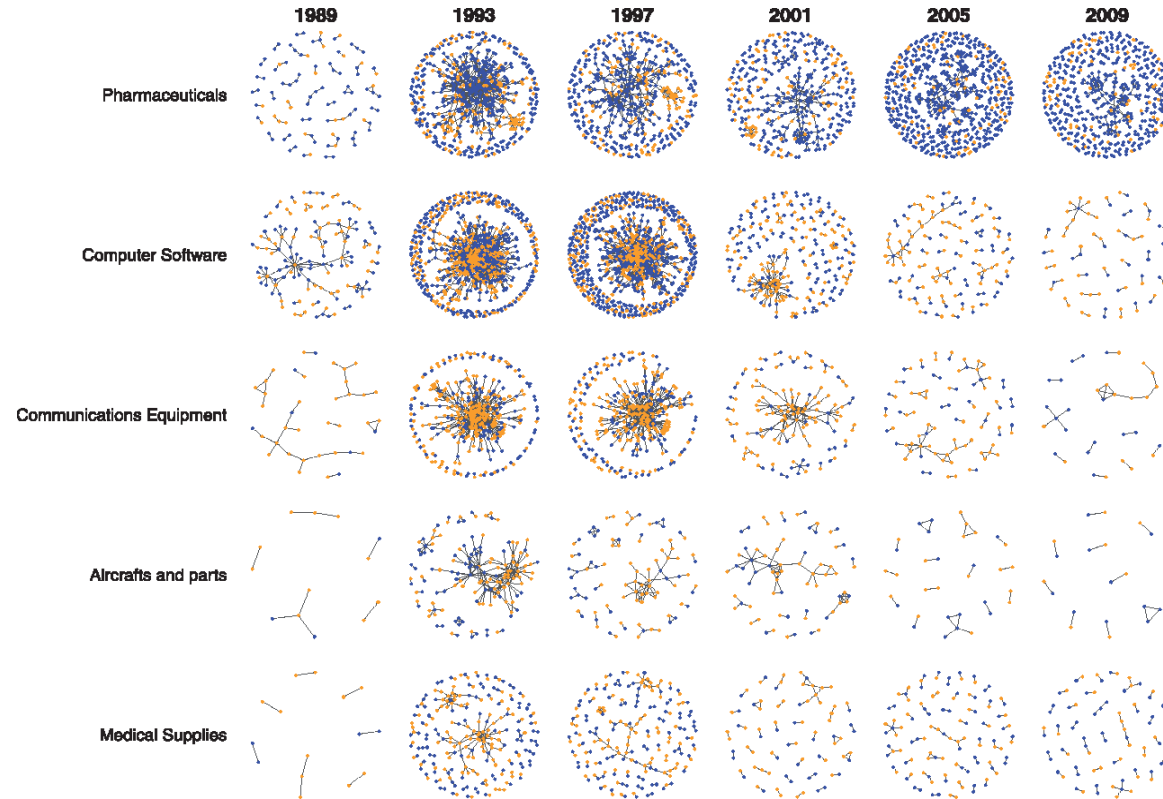 1989 1993 1997 2001 2005 2009
Pharmaceuticals
Computer Software
Communications Equipment
Aircrafts and parts
Medical Supplies